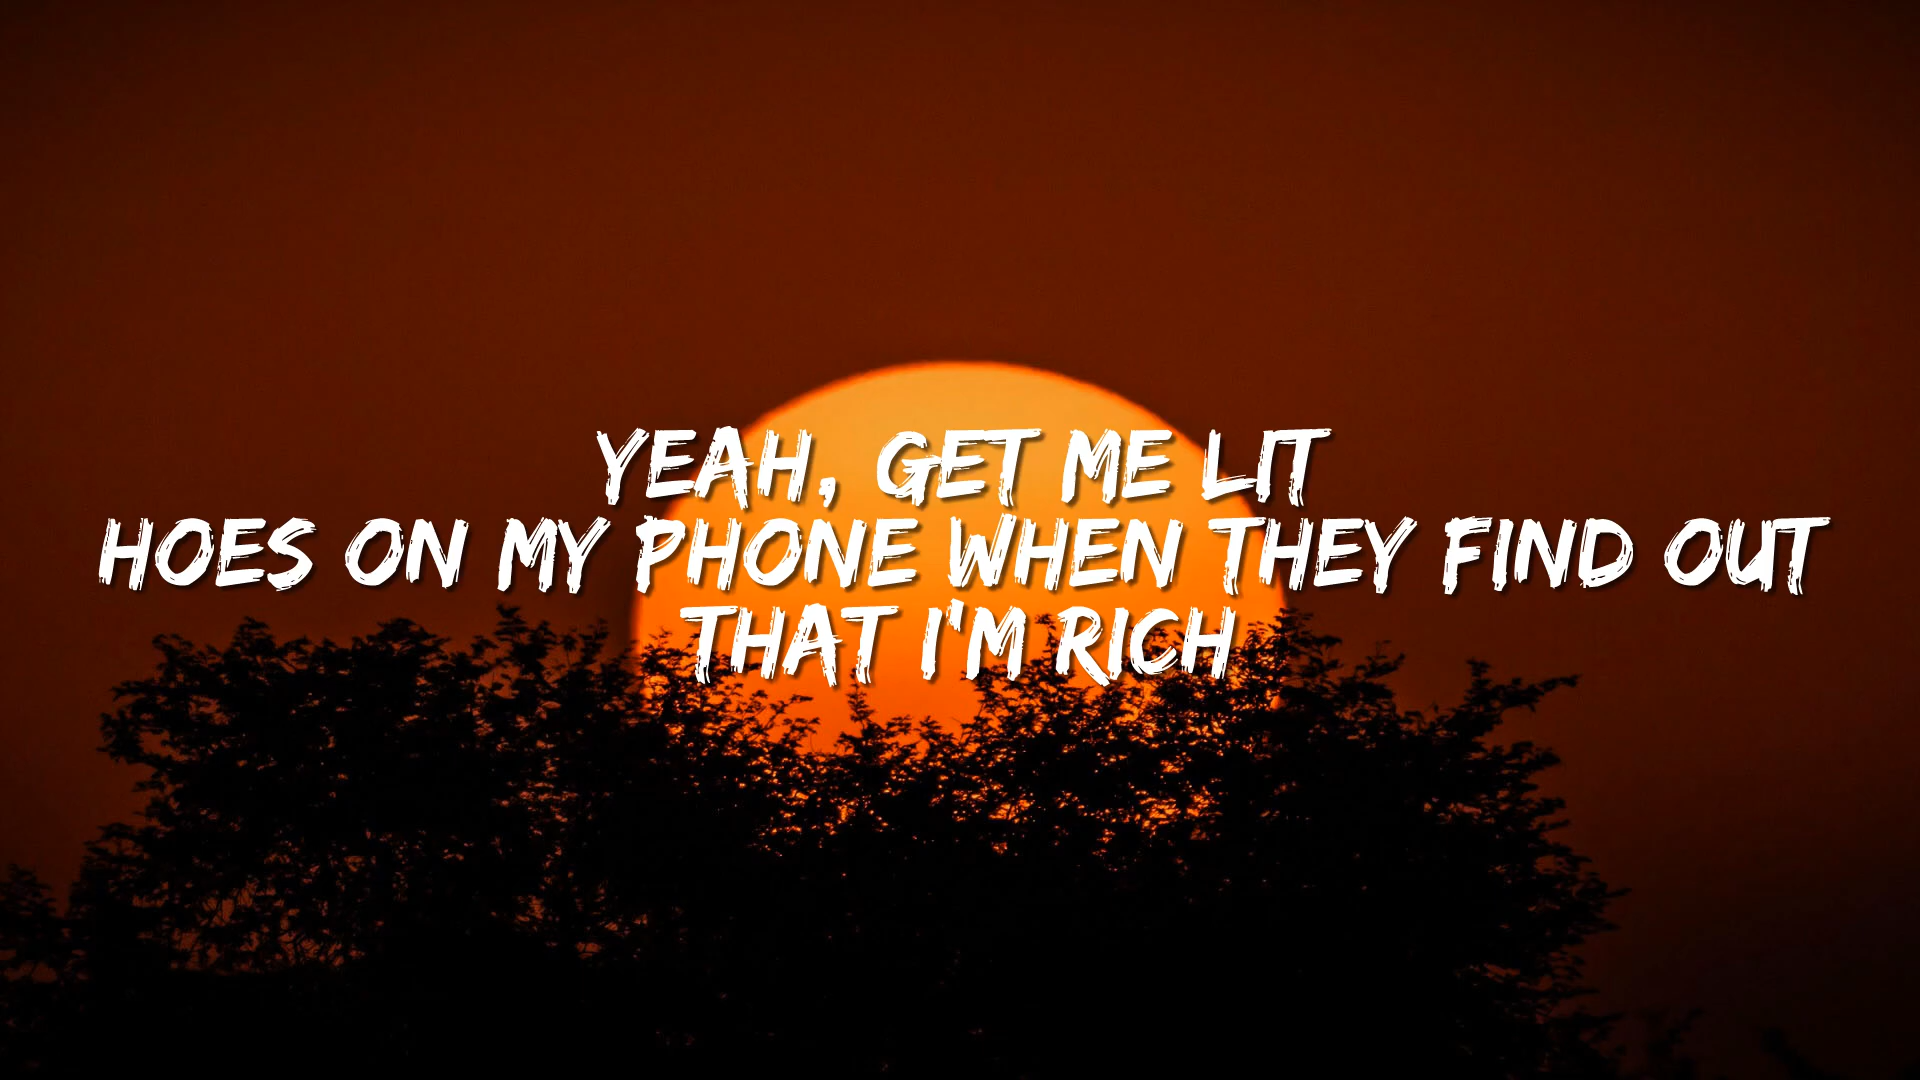 YEAH, GET ME LIT
HOES ON MY PHONE WHEN THEY FIND OUT
THAT I'M RICH